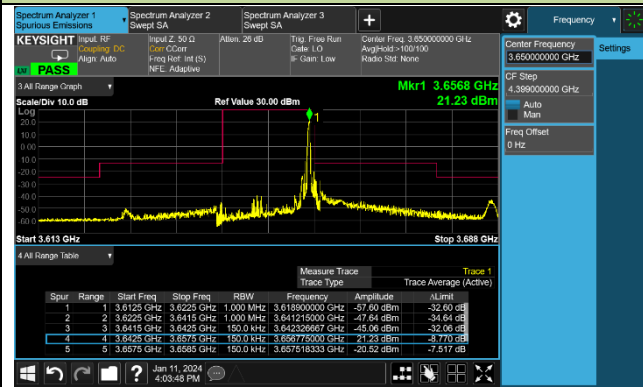 Spectrum Analyzer 1
Spurious Emissions
Spectrum Analyzer 2
Swept SA
Spectrum Analyzer 3
Swept SA
+
Frequency
KEYSIGHT
Input: RF
Coupling: DC
Align: Auto
Input Z: 50 Ω
Corr CCorr
Freq Ref: Int (S)
NFE: Adaptive
Atten: 26 dB
Trig: Free Run
Gate: LO
IF Gain: Low
Center Freq: 3.650000000 GHz
Avg|Hold:>100/100
Radio Std: None
LXI PASS
Center Frequency
3.650000000 GHz
Settings
CF Step
4.399000000 GHz
Auto
Man
Freq Offset
0 Hz
3 All Range Graph
Mkr1 3.6568 GHz
21.23 dBm
Scale/Div 10.0 dB
Ref Value 30.00 dBm
Log
20.0
10.0
0.00
-10.0
-20.0
-30.0
-40.0
-50.0
-60.0
1
Start 3.613 GHz
Stop 3.688 GHz
4 All Range Table
Measure Trace Trace 1
Trace Type Trace Average (Active)
Spur Range Start Freq Stop Freq RBW Frequency Amplitude ΔLimit
1 1 3.6125 GHz 3.6225 GHz 1.000 MHz 3.618900000 GHz -57.60 dBm -32.60 dB
2 2 3.6225 GHz 3.6415 GHz 1.000 MHz 3.641215000 GHz -47.64 dBm -34.64 dB
3 3 3.6415 GHz 3.6425 GHz 150.0 kHz 3.642326667 GHz -45.06 dBm -32.06 dB
4 4 3.6425 GHz 3.6575 GHz 150.0 kHz 3.656775000 GHz 21.23 dBm -8.770 dB
5 5 3.6575 GHz 3.6585 GHz 150.0 kHz 3.657518333 GHz -20.52 dBm -7.517 dB
?
Jan 11, 2024
4:03:48 PM